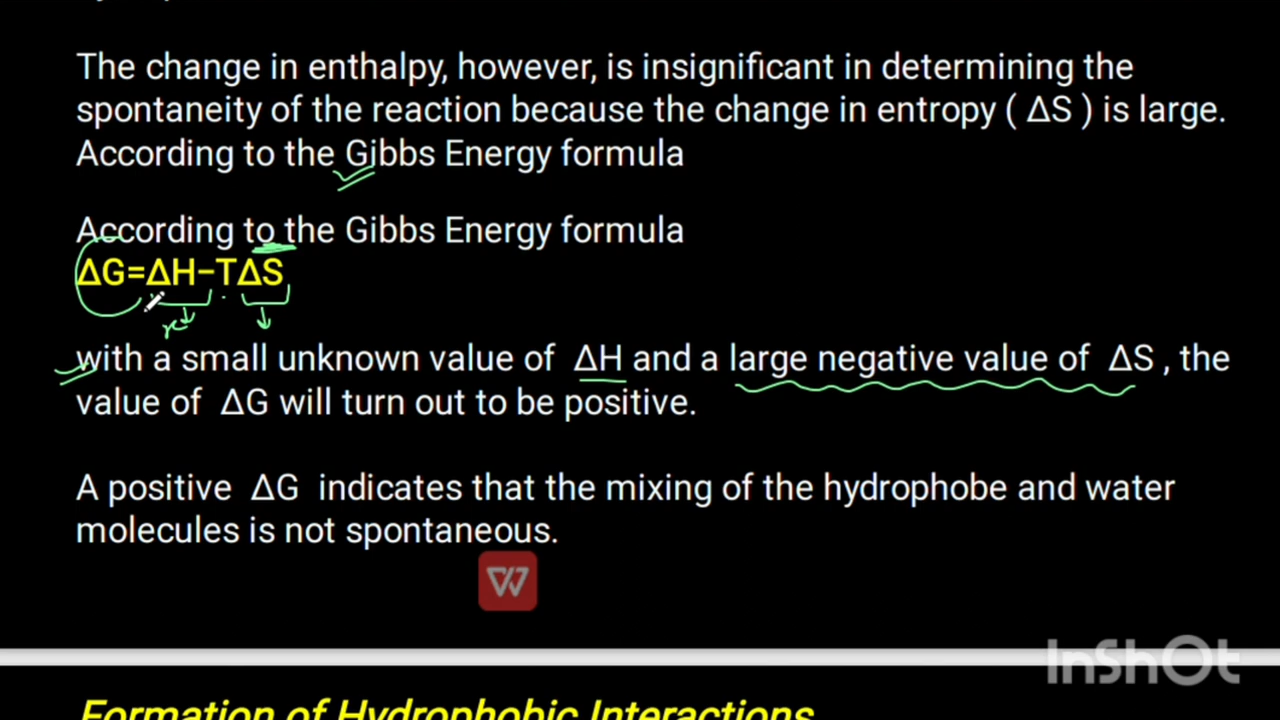 The change in enthalpy, however, is insignificant in determining the
spontaneity of the reaction because the change in entropy ( ΔS ) is large.
According to the Gibbs Energy formula
According to the Gibbs Energy formula
ΔG=ΔH−TΔS
with a small unknown value of ΔH and a large negative value of ΔS , the
value of ΔG will turn out to be positive.
A positive ΔG indicates that the mixing of the hydrophobe and water
molecules is not spontaneous.
InShOt
Formation of Hydrophobic Interactions